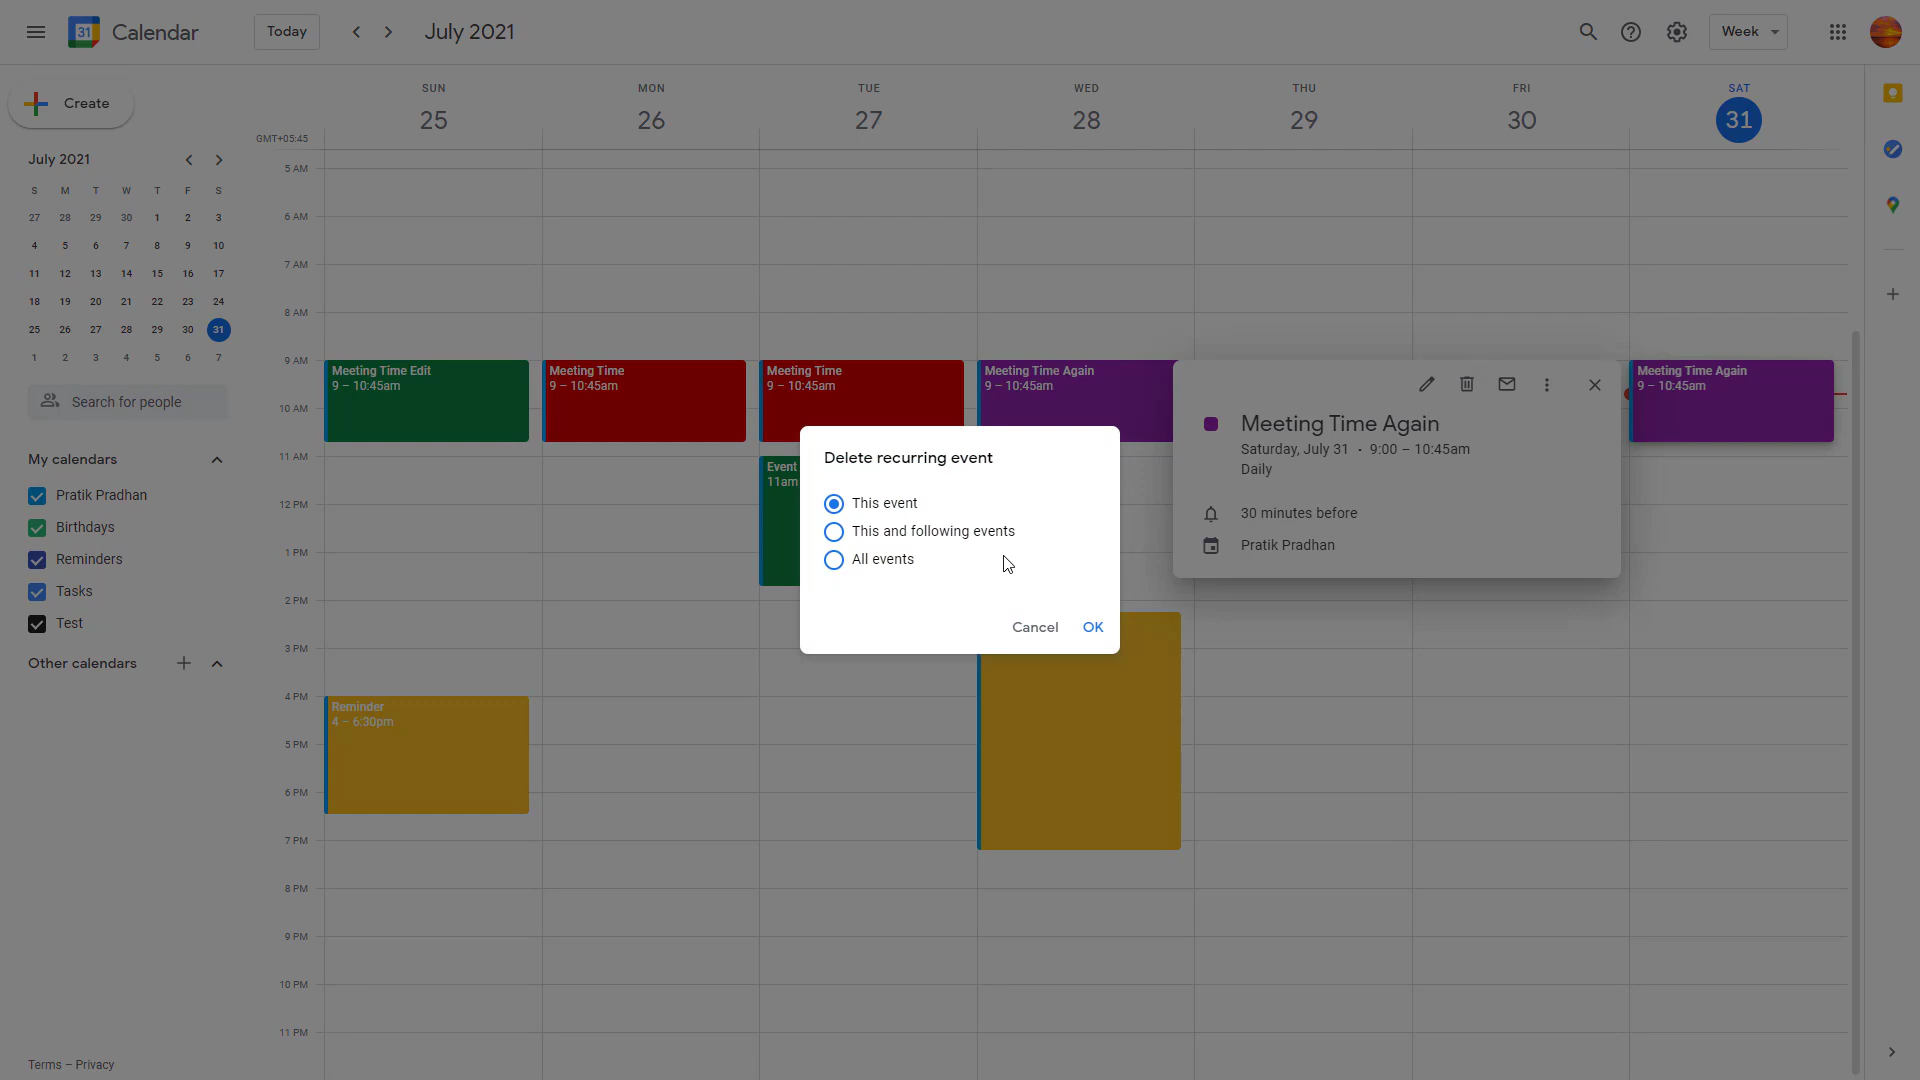 31 Calendar
Today
July 2021
Week
Create
SUN MON TUE WED THU FRI SAT
25 26 27 28 29 30 31
GMT+05:45
July 2021
S M T W T F S
27 28 29 30 1 2 3
4 5 6 7 8 9 10
11 12 13 14 15 16 17
18 19 20 21 22 23 24
25 26 27 28 29 30 31
1 2 3 4 5 6 7
Search for people
My calendars
Pratik Pradhan
Birthdays
Reminders
Tasks
Test
Other calendars
Terms – Privacy
5 AM
6 AM
7 AM
8 AM
9 AM
10 AM
11 AM
12 PM
1 PM
2 PM
3 PM
4 PM
5 PM
6 PM
7 PM
8 PM
9 PM
10 PM
11 PM
Meeting Time Edit
9 – 10:45am
Meeting Time
9 – 10:45am
Meeting Time
9 – 10:45am
Meeting Time Again
9 – 10:45am
Meeting Time Again
9 – 10:45am
Event
11am
Reminder
4 – 6:30pm
Delete recurring event
This event
This and following events
All events
Cancel OK
Meeting Time Again
Saturday, July 31 · 9:00 – 10:45am
Daily
30 minutes before
Pratik Pradhan